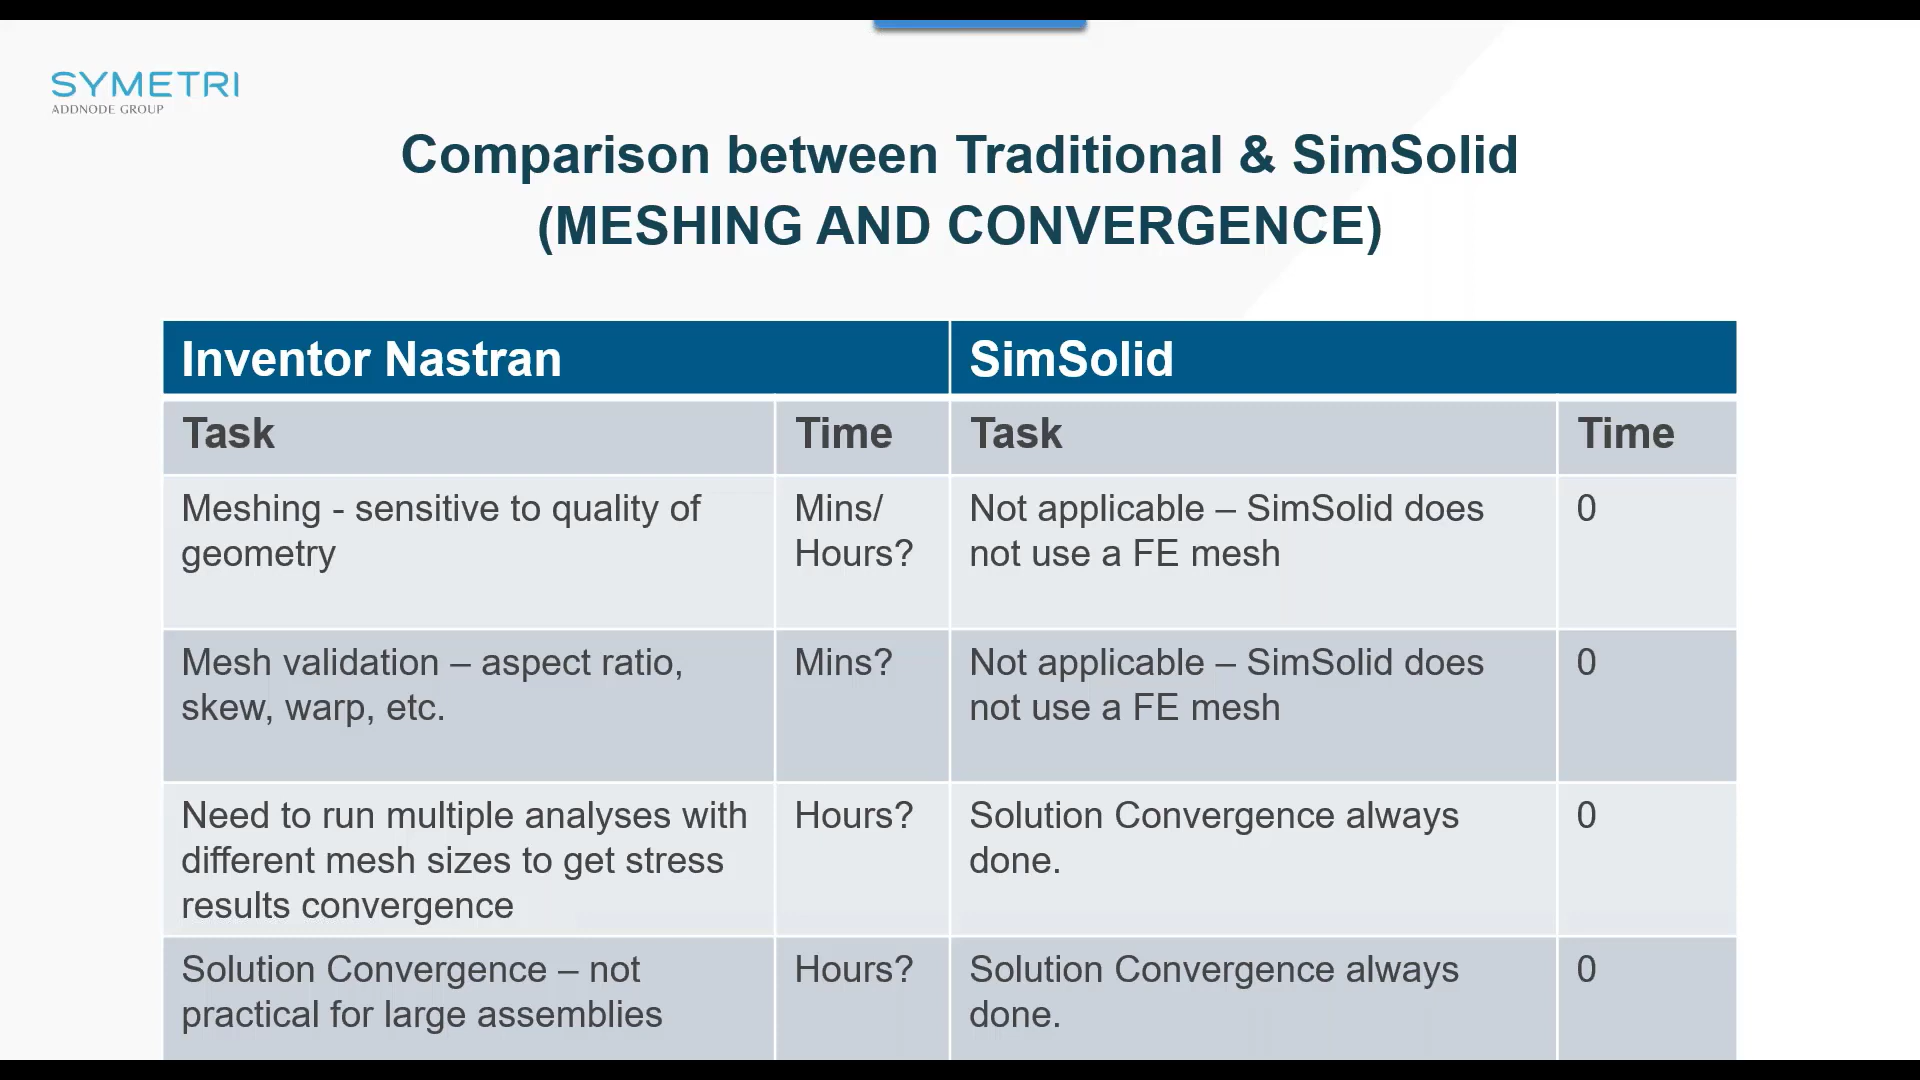 SYMETRI
ADDNODE GROUP
Comparison between Traditional & SimSolid
(MESHING AND CONVERGENCE)
Inventor Nastran
SimSolid
Task
Time
Task
Time
Meshing - sensitive to quality of
geometry
Mins/
Hours?
Not applicable – SimSolid does
not use a FE mesh
0
Mesh validation – aspect ratio,
skew, warp, etc.
Mins?
Not applicable – SimSolid does
not use a FE mesh
0
Need to run multiple analyses with
different mesh sizes to get stress
results convergence
Hours?
Solution Convergence always
done.
0
Solution Convergence – not
practical for large assemblies
Hours?
Solution Convergence always
done.
0